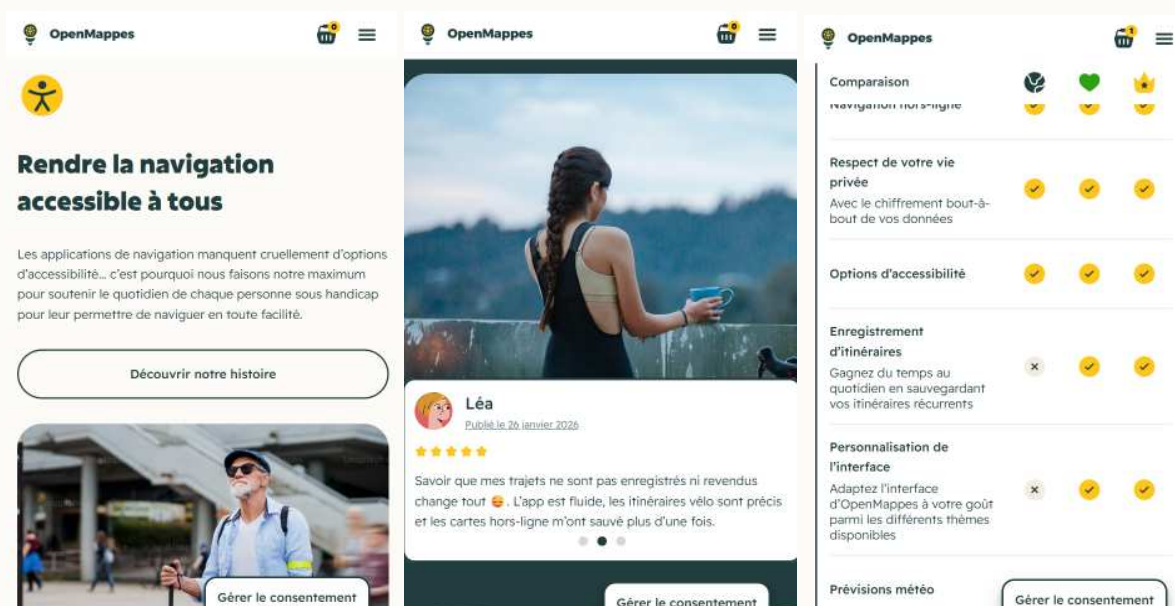 OpenMappes
0
Rendre la navigation
accessible à tous
Les applications de navigation manquent cruellement d'options
d'accessibilité... c'est pourquoi nous faisons notre maximum
pour soutenir le quotidien de chaque personne sous handicap
pour leur permettre de naviguer en toute facilité.
Découvrir notre histoire
Gérer le consentement
OpenMappes
0
Léa
Publié le 26 janvier 2026
Savoir que mes trajets ne sont pas enregistrés ni revendus
change tout 🥰. L'app est fluide, les itinéraires vélo sont précis
et les cartes hors-ligne m'ont sauvé plus d'une fois.
Gérer le consentement
OpenMappes
1
Comparaison
Navigation hors-ligne
Respect de votre vie
privée
Avec le chiffrement bout-à-
bout de vos données
Options d'accessibilité
Enregistrement
d'itinéraires
Gagnez du temps au
quotidien en sauvegardant
vos itinéraires récurrents
Personnalisation de
l'interface
Adaptez l'interface
d'OpenMappes à votre goût
parmi les différents thèmes
disponibles
Prévisions météo
Gérer le consentement